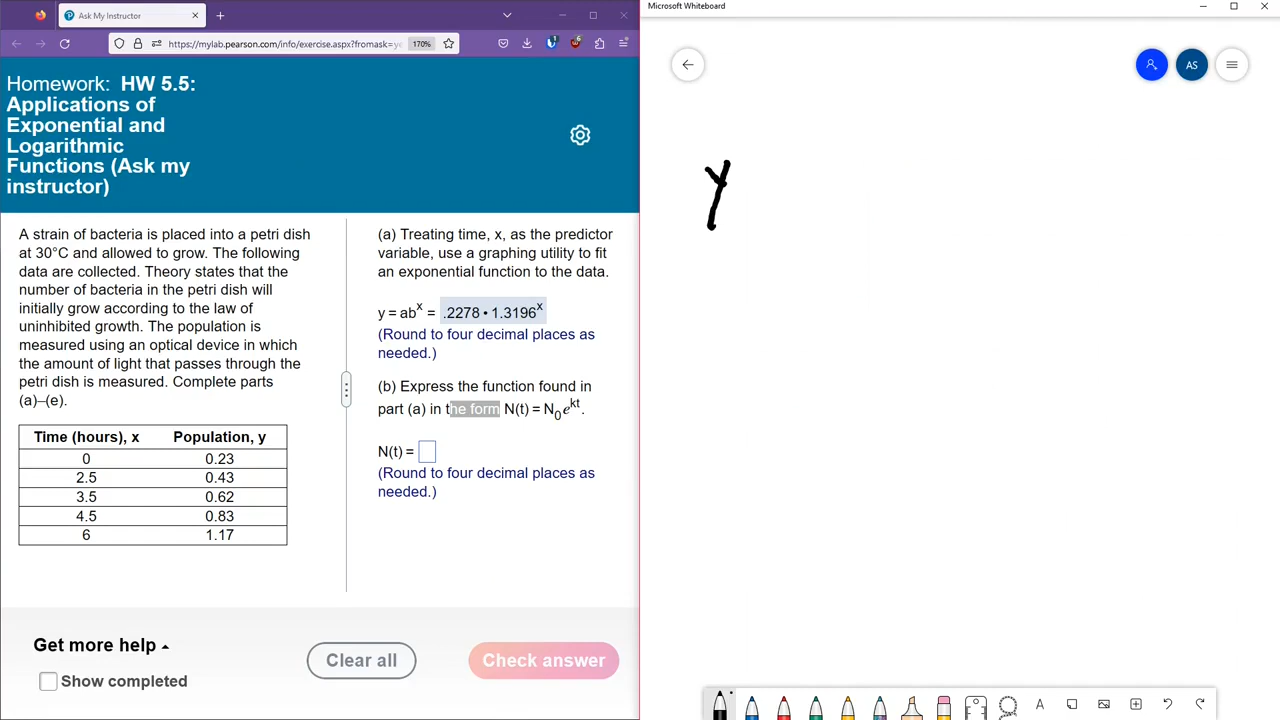 Ask My Instructor
https://mylab.pearson.com/info/exercise.aspx?fromask=ye
170%
Homework: HW 5.5:
Applications of
Exponential and
Logarithmic
Functions (Ask my
instructor)
A strain of bacteria is placed into a petri dish
at 30°C and allowed to grow. The following
data are collected. Theory states that the
number of bacteria in the petri dish will
initially grow according to the law of
uninhibited growth. The population is
measured using an optical device in which
the amount of light that passes through the
petri dish is measured. Complete parts
(a)–(e).
Time (hours), x Population, y
0 0.23
2.5 0.43
3.5 0.62
4.5 0.83
6 1.17
(a) Treating time, x, as the predictor
variable, use a graphing utility to fit
an exponential function to the data.
y = abˣ = .2278 • 1.3196ˣ
(Round to four decimal places as
needed.)
(b) Express the function found in
part (a) in the form N(t) = N₀eᵏᵗ.
N(t) =
(Round to four decimal places as
needed.)
Get more help
Show completed
Clear all
Check answer
Microsoft Whiteboard
AS
y
A